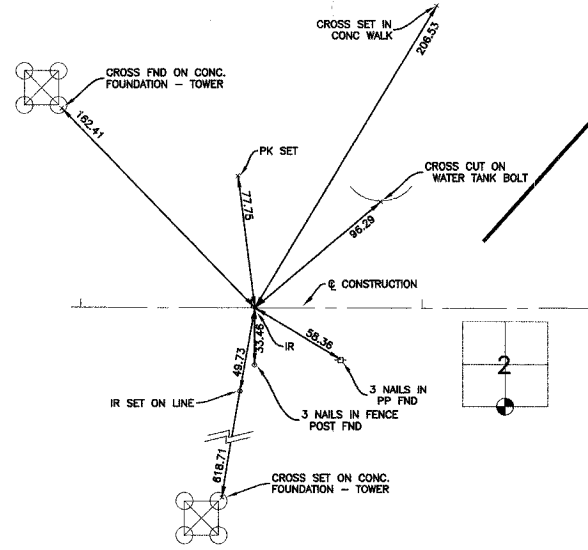 CROSS SET IN
CONC WALK
206.53
CROSS FND ON CONC.
FOUNDATION - TOWER
162.41
PK SET
77.75
CROSS CUT ON
WATER TANK BOLT
96.29
℄ CONSTRUCTION
IR
33.46
58.36
49.73
2
IR SET ON LINE
3 NAILS IN FENCE
POST FND
3 NAILS IN
PP FND
618.71
CROSS SET ON CONC.
FOUNDATION - TOWER